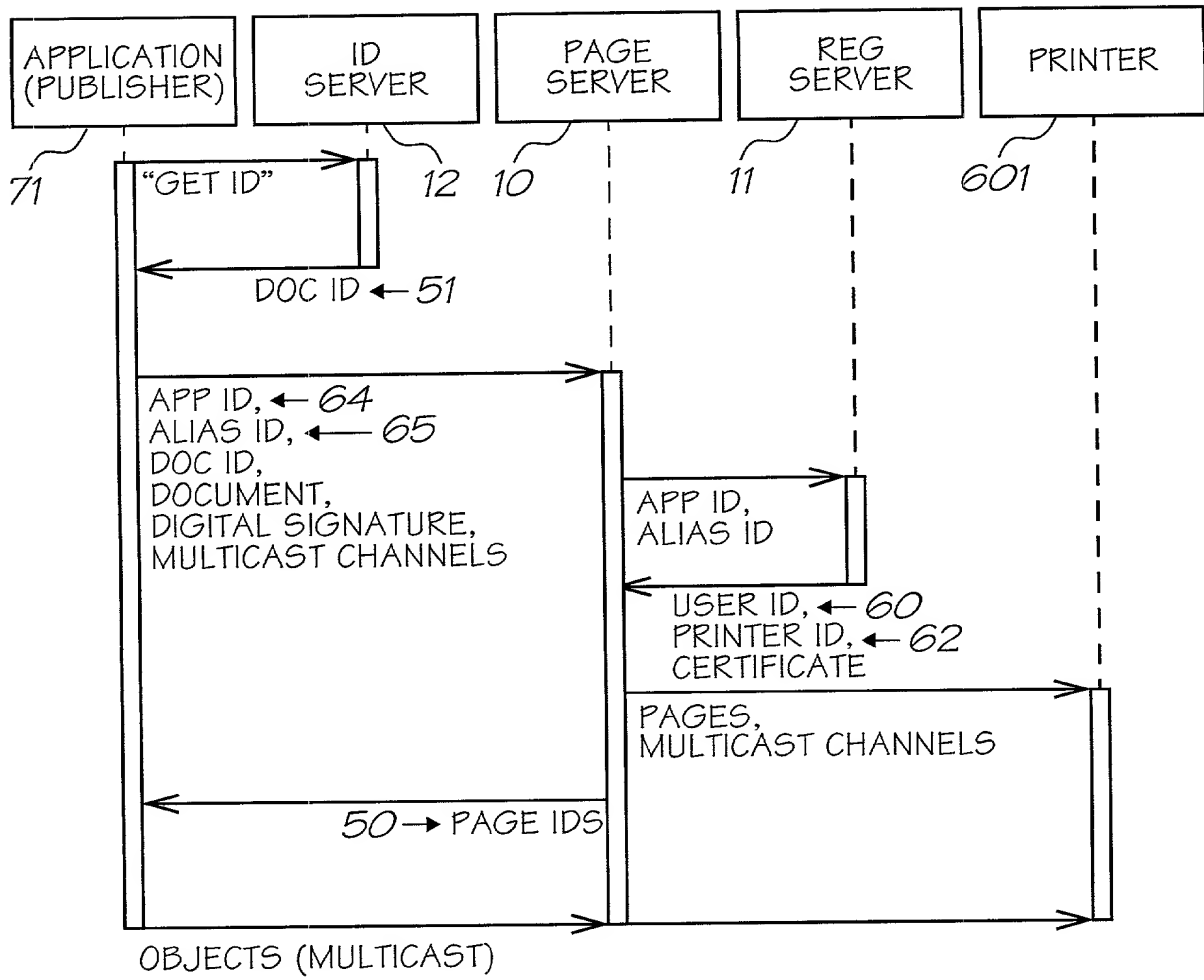 APPLICATION
(PUBLISHER)
ID
SERVER
PAGE
SERVER
REG
SERVER
PRINTER
71
12
10
11
601
"GET ID"
DOC ID ← 51
APP ID, ← 64
ALIAS ID, ← 65
DOC ID,
DOCUMENT,
DIGITAL SIGNATURE,
MULTICAST CHANNELS
APP ID,
ALIAS ID
USER ID, ← 60
PRINTER ID, ← 62
CERTIFICATE
PAGES,
MULTICAST CHANNELS
50 → PAGE IDS
OBJECTS (MULTICAST)